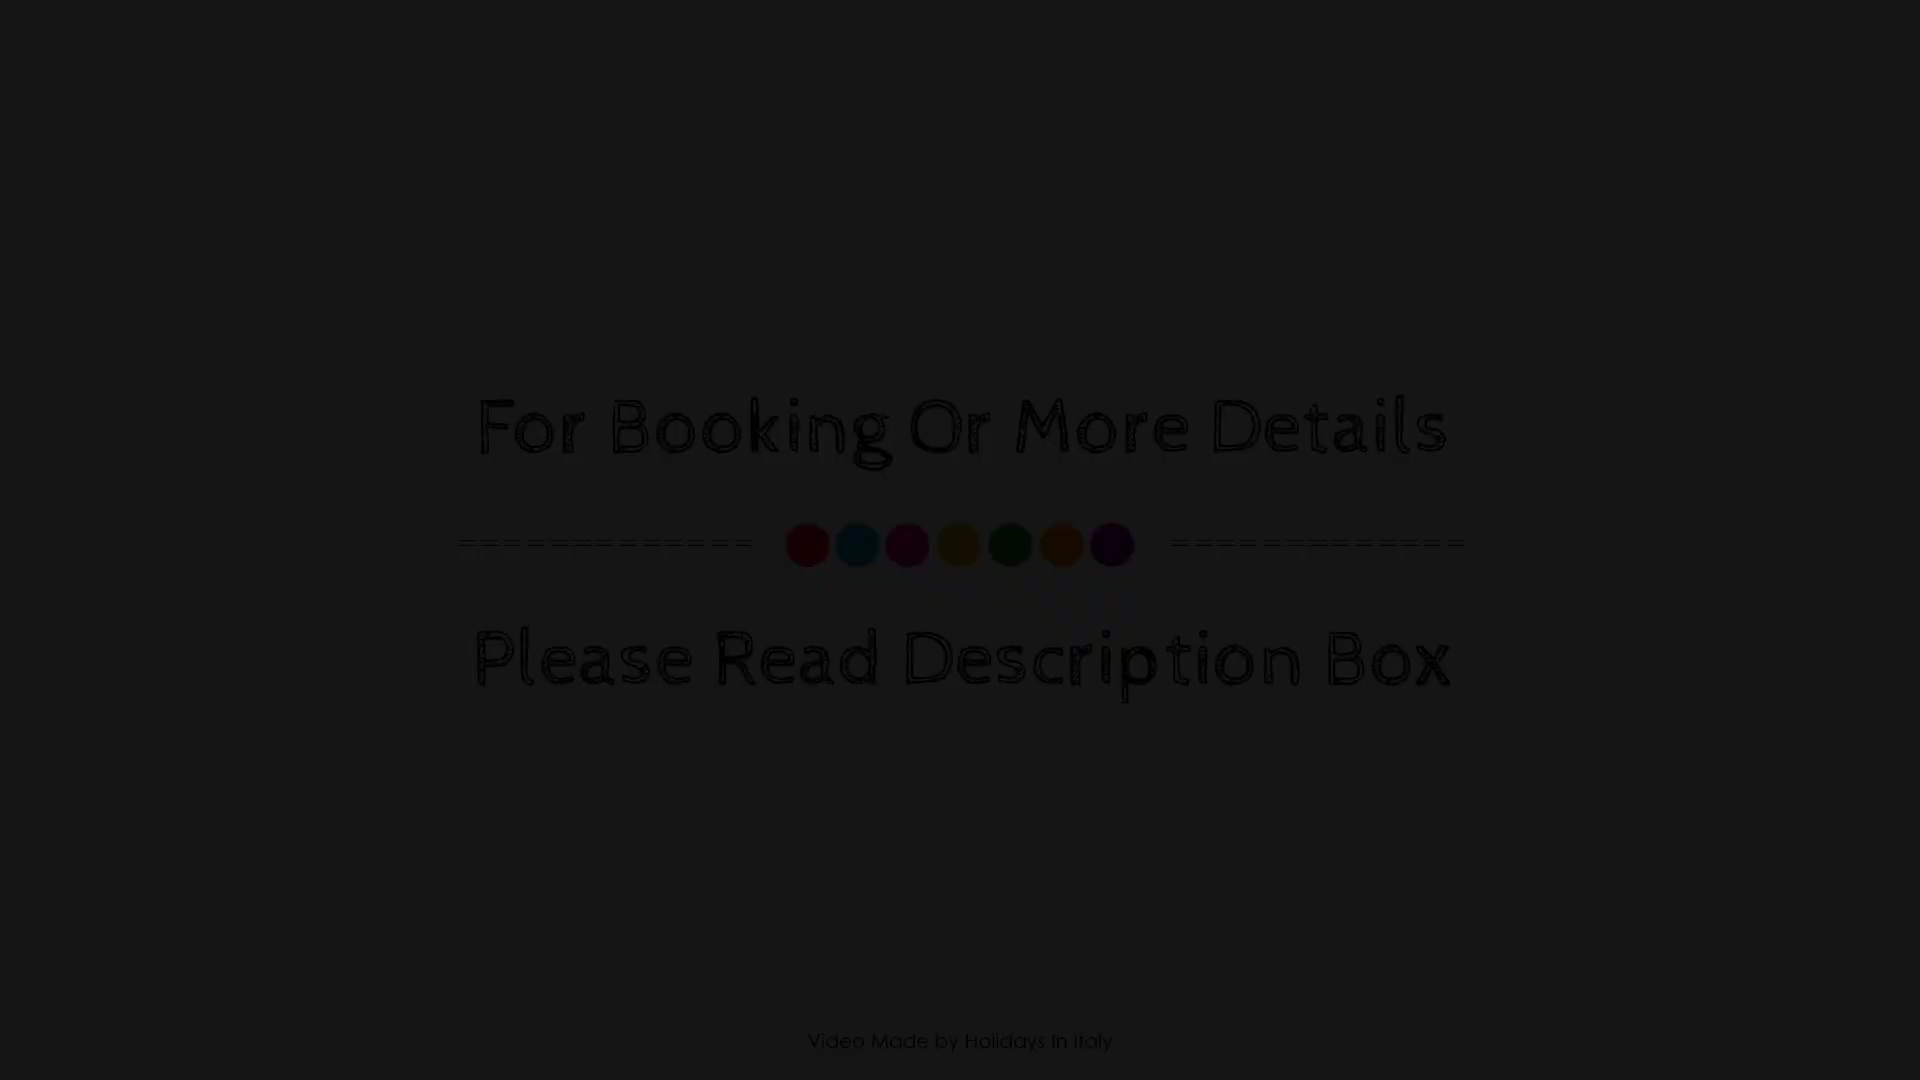 For Booking Or More Details
============= =============
Please Read Description Box
Video Made by Holidays In Italy